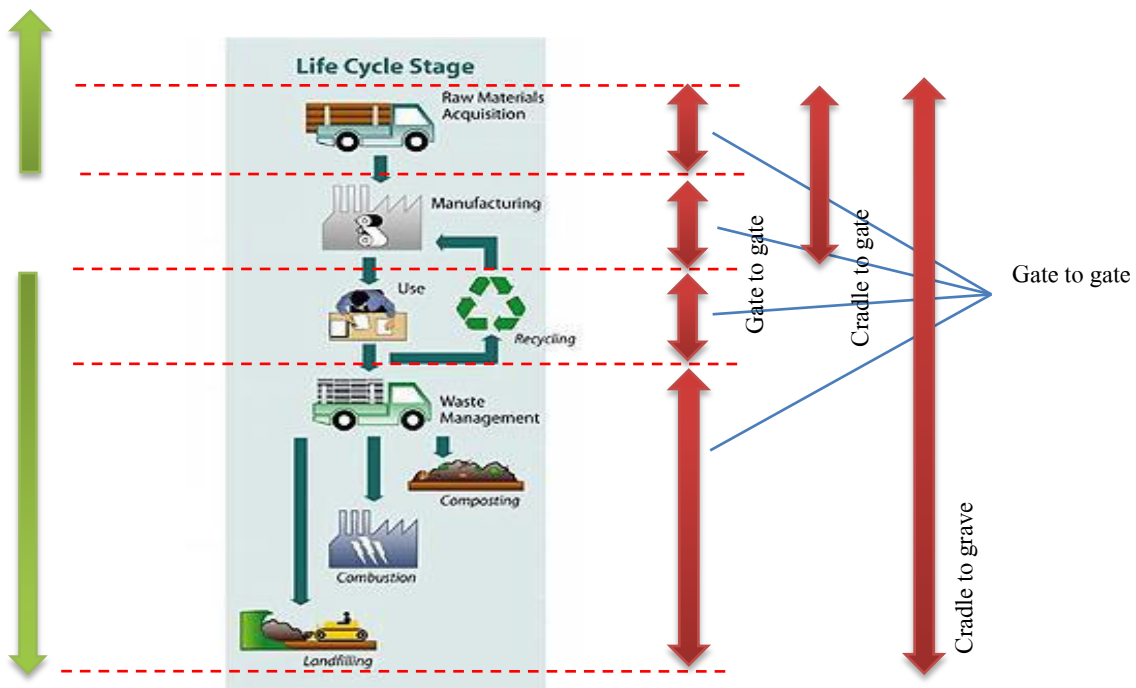 Life Cycle Stage
Raw Materials
Acquisition
Manufacturing
Use
Recycling
Waste
Management
Composting
Combustion
Landfilling
Gate to gate
Cradle to gate
Cradle to grave
Gate to gate